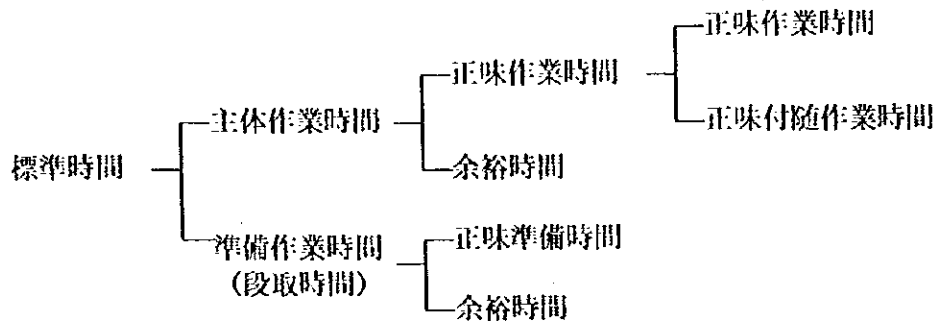 標準時間
主体作業時間
正味作業時間
正味作業時間
正味付随作業時間
余裕時間
準備作業時間
(段取時間)
正味準備時間
余裕時間